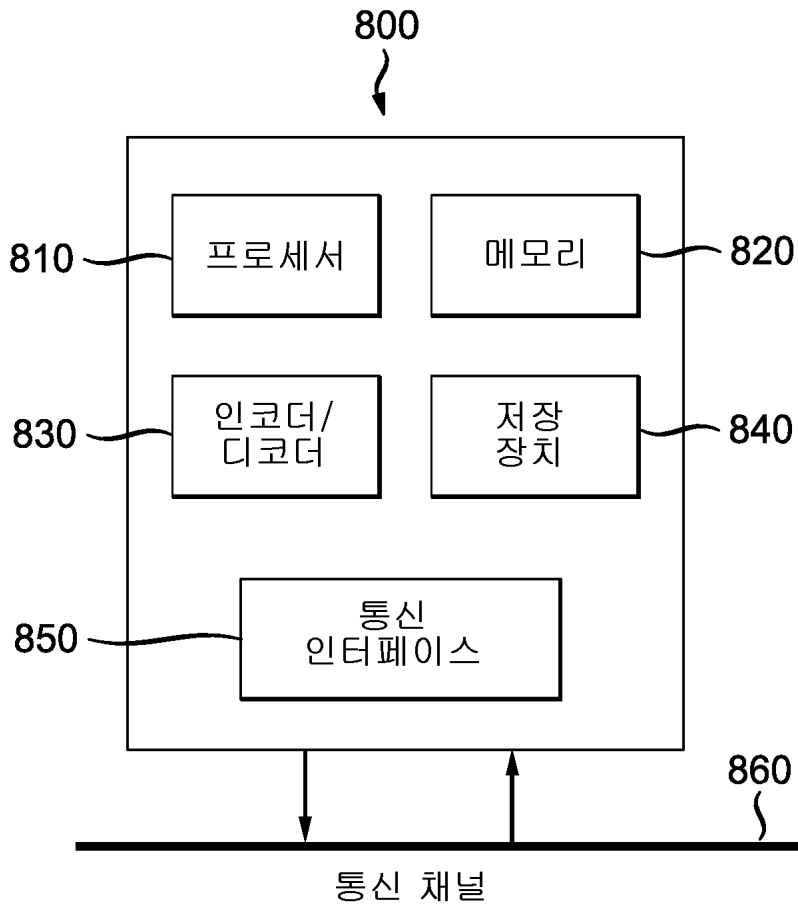 800
810
프로세서
메모리
820
830
인코더/
디코더
저장
장치
840
850
통신
인터페이스
860
통신 채널